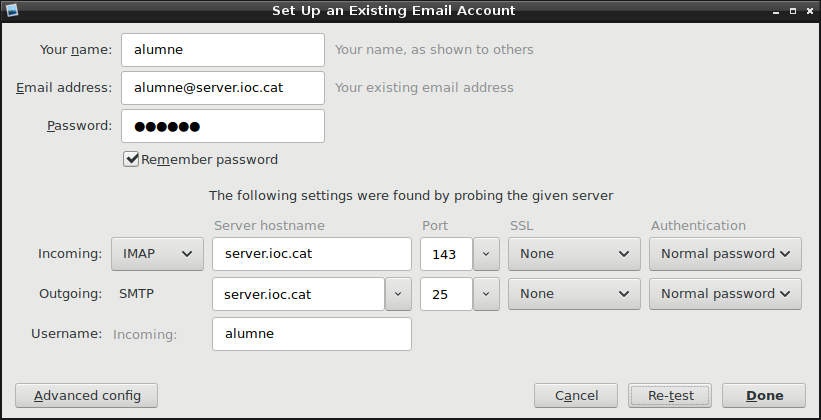 Set Up an Existing Email Account
Your name: alumne Your name, as shown to others
Email address: alumne@server.ioc.cat Your existing email address
Password: ●●●●●●
Remember password
The following settings were found by probing the given server
Server hostname Port SSL Authentication
Incoming: IMAP server.ioc.cat 143 None Normal password
Outgoing: SMTP server.ioc.cat 25 None Normal password
Username: Incoming: alumne
Advanced config Cancel Re-test Done